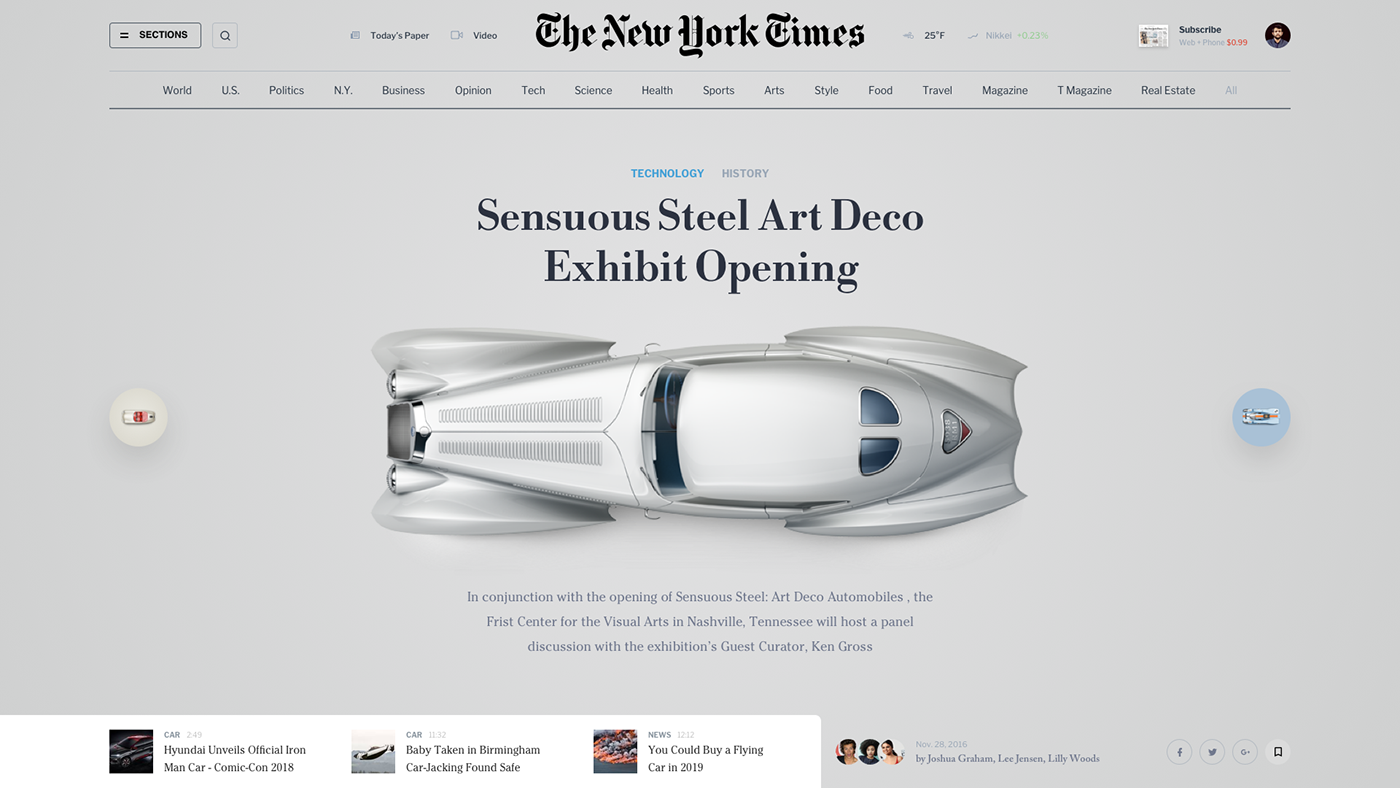 SECTIONS
Today's Paper
Video
The New York Times
25°F
Nikkei +0.23%
Subscribe
Web + Phone $0.99
World U.S. Politics N.Y. Business Opinion Tech Science Health Sports Arts Style Food Travel Magazine T Magazine Real Estate All
TECHNOLOGY HISTORY
Sensuous Steel Art Deco
Exhibit Opening
In conjunction with the opening of Sensuous Steel: Art Deco Automobiles , the
Frist Center for the Visual Arts in Nashville, Tennessee will host a panel
discussion with the exhibition's Guest Curator, Ken Gross
CAR 2:49
Hyundai Unveils Official Iron
Man Car - Comic-Con 2018
CAR 11:32
Baby Taken in Birmingham
Car-Jacking Found Safe
NEWS 12:12
You Could Buy a Flying
Car in 2019
Nov. 28, 2016
by Joshua Graham, Lee Jensen, Lilly Woods